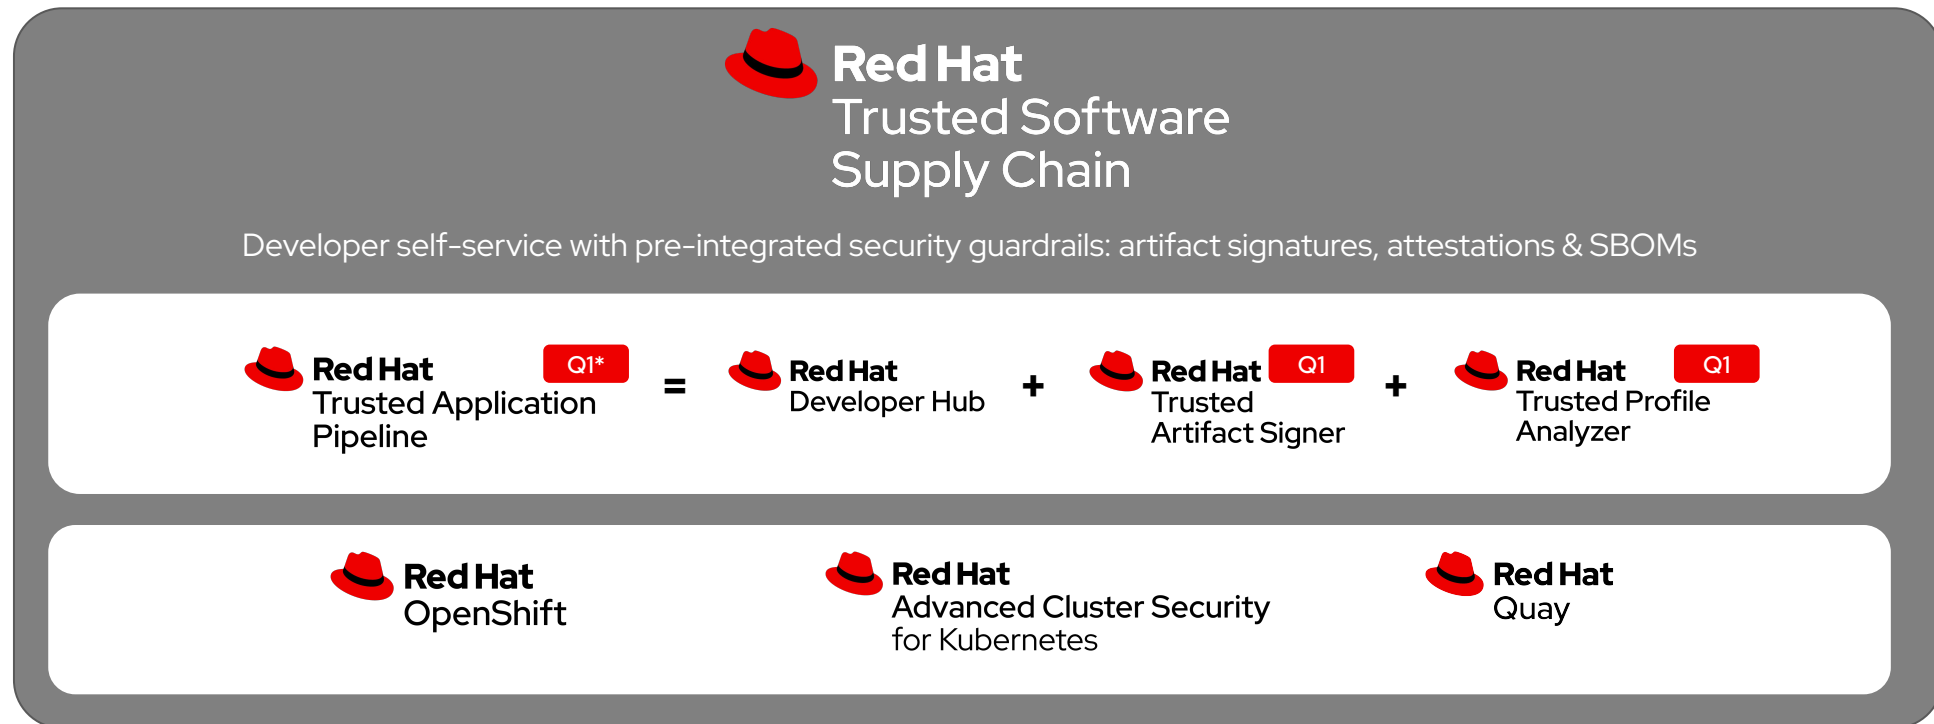 Red Hat
Trusted Software
Supply Chain
Developer self-service with pre-integrated security guardrails: artifact signatures, attestations & SBOMs
Red Hat
Q1*
Trusted Application
Pipeline
=
Red Hat
Developer Hub
+
Red Hat
Q1
Trusted
Artifact Signer
+
Red Hat
Q1
Trusted Profile
Analyzer
Red Hat
OpenShift
Red Hat
Advanced Cluster Security
for Kubernetes
Red Hat
Quay